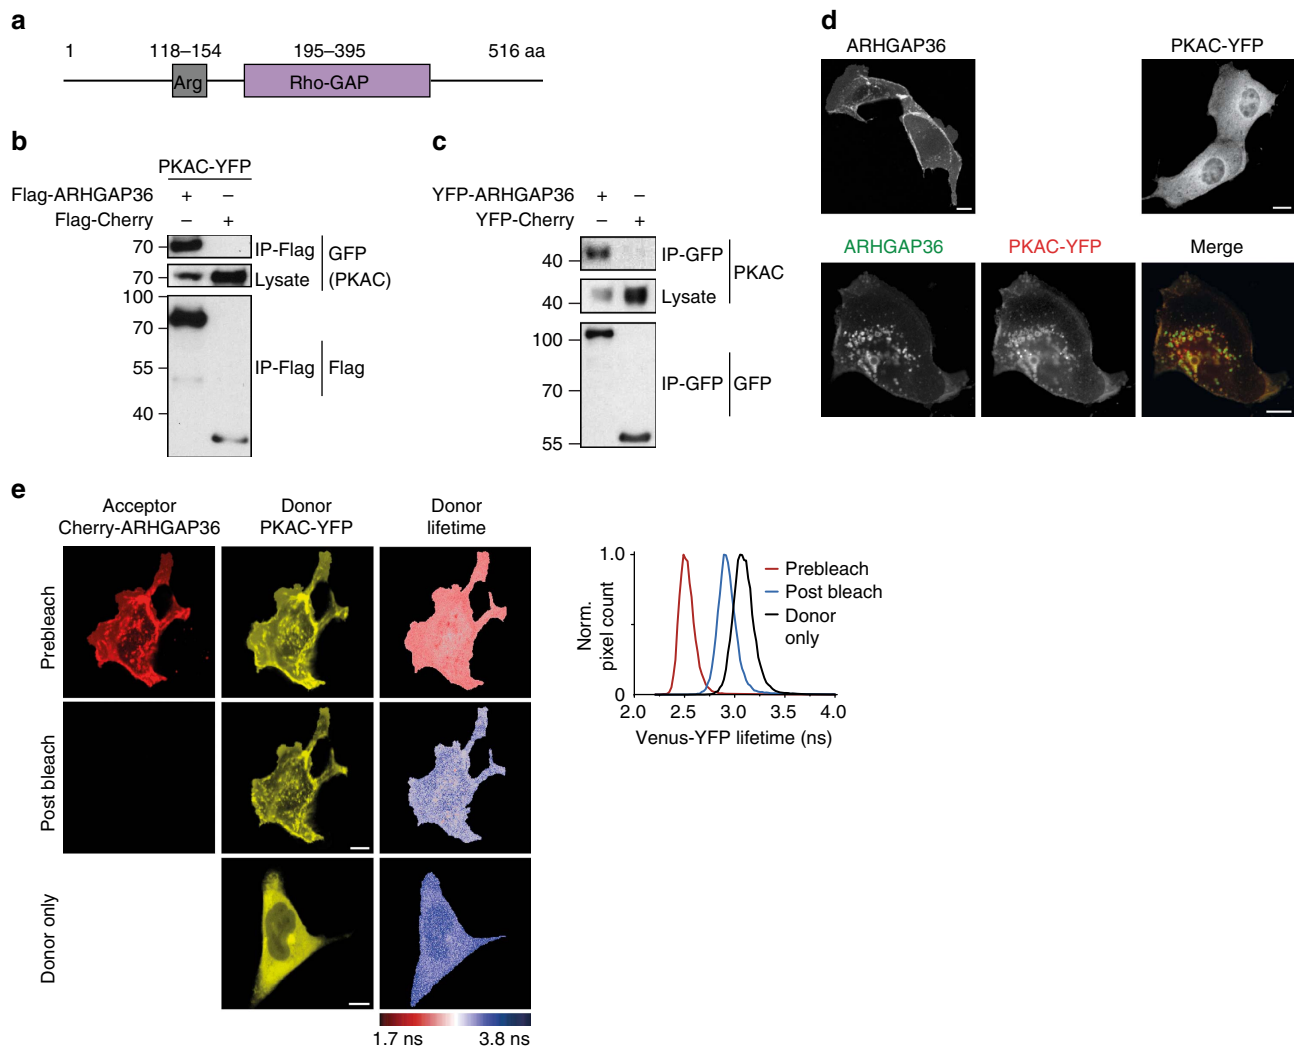 a
1 118–154 195–395 516 aa
Arg Rho-GAP
b
PKAC-YFP
Flag-ARHGAP36 + –
Flag-Cherry – +
70 IP-Flag GFP
70 Lysate (PKAC)
100
70
55 IP-Flag Flag
40
c
YFP-ARHGAP36 + –
YFP-Cherry – +
40 IP-GFP PKAC
40 Lysate
100
70 IP-GFP GFP
55
d
ARHGAP36 PKAC-YFP
ARHGAP36 PKAC-YFP Merge
e
Acceptor
Cherry-ARHGAP36
Donor
PKAC-YFP
Donor
lifetime
Prebleach
Post bleach
Donor only
1.7 ns 3.8 ns
Norm.
pixel count
1.0
0
2.0 2.5 3.0 3.5 4.0
Venus-YFP lifetime (ns)
Prebleach
Post bleach
Donor
only